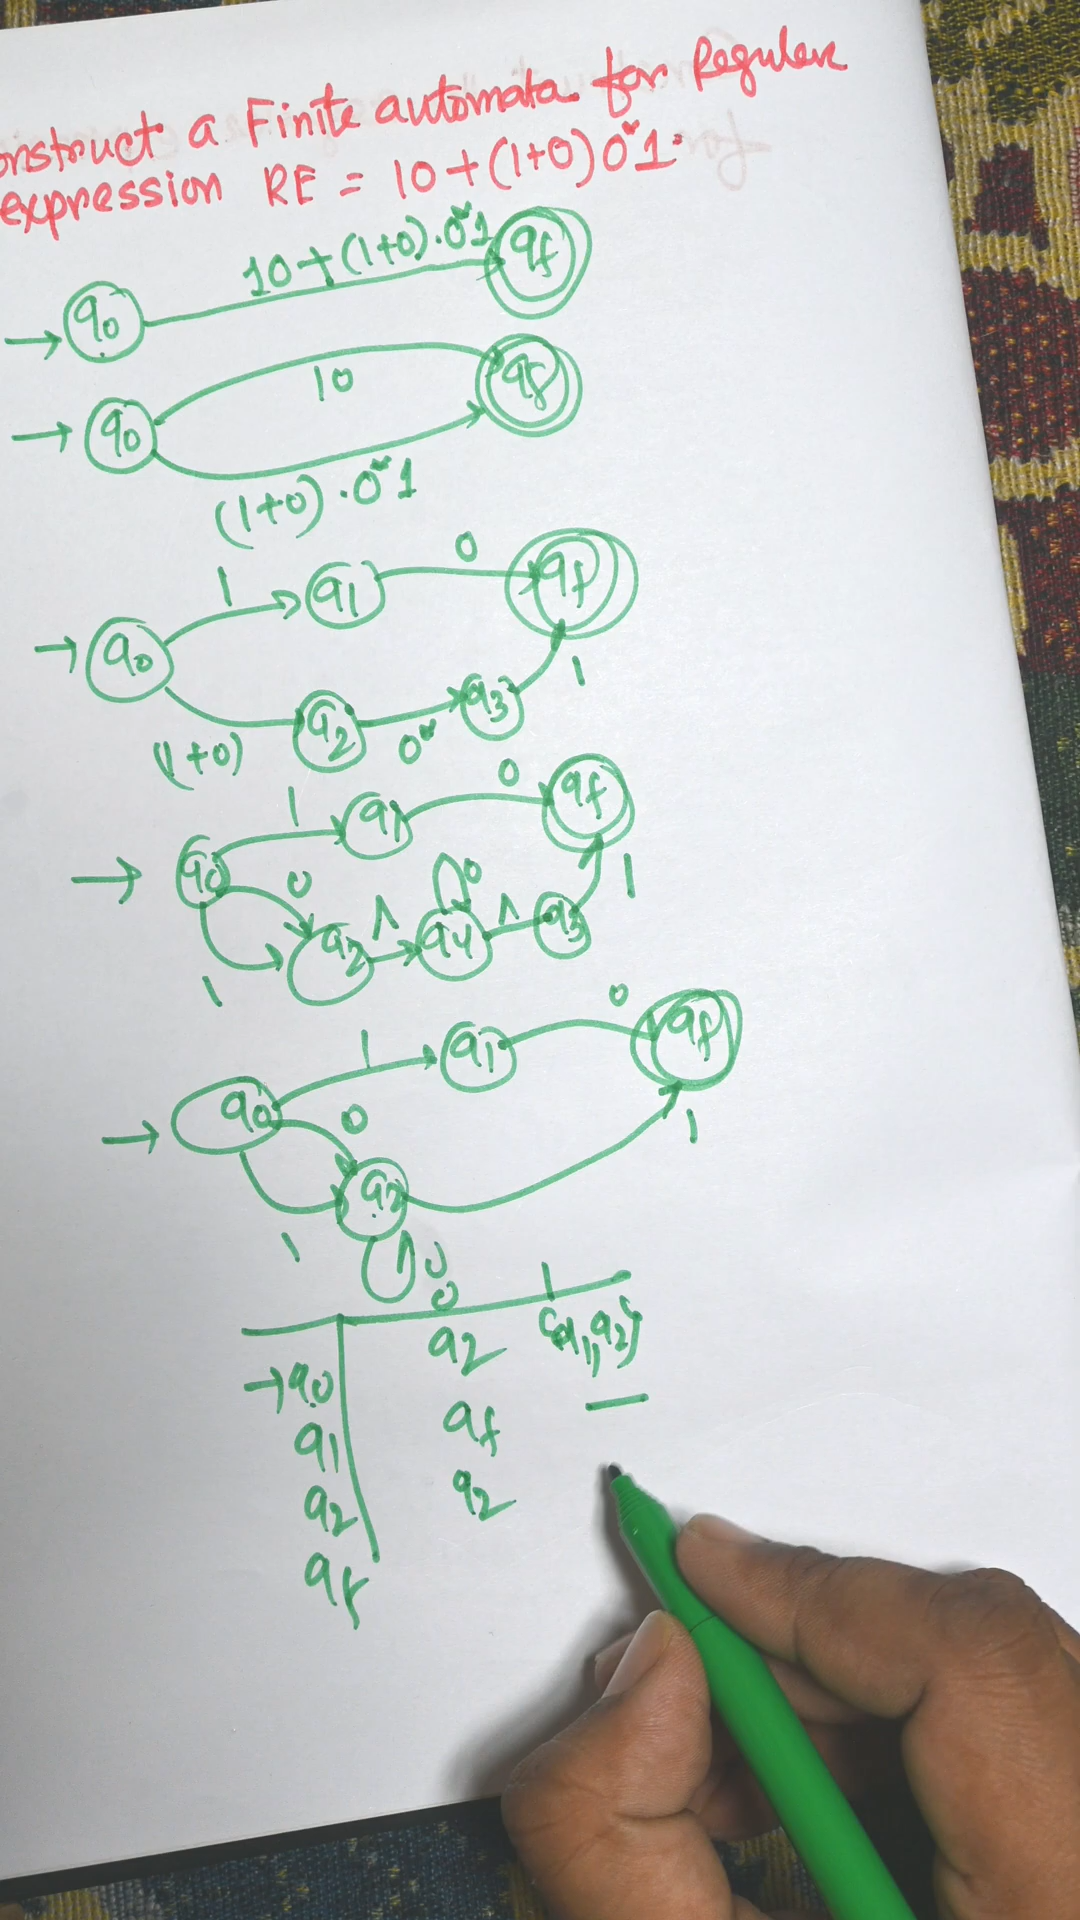 onstruct a Finite automata for Regular
expression RE = 10+(1+0)0*1.
10+(1+0).0*1
q0 qf
10
q0 qf
(1+0).0*1
1 q1 0 qf
q0
(1+0) q2 0* q3 1
1 q1 0 qf
q0 0 q2 ^ q4 0 ^ q3 1
1
1 q1 0 qf
q0 0
1 q2 0 1
0 1
→q0 q2 {q1,q2}
q1 qf —
q2 q2
qf